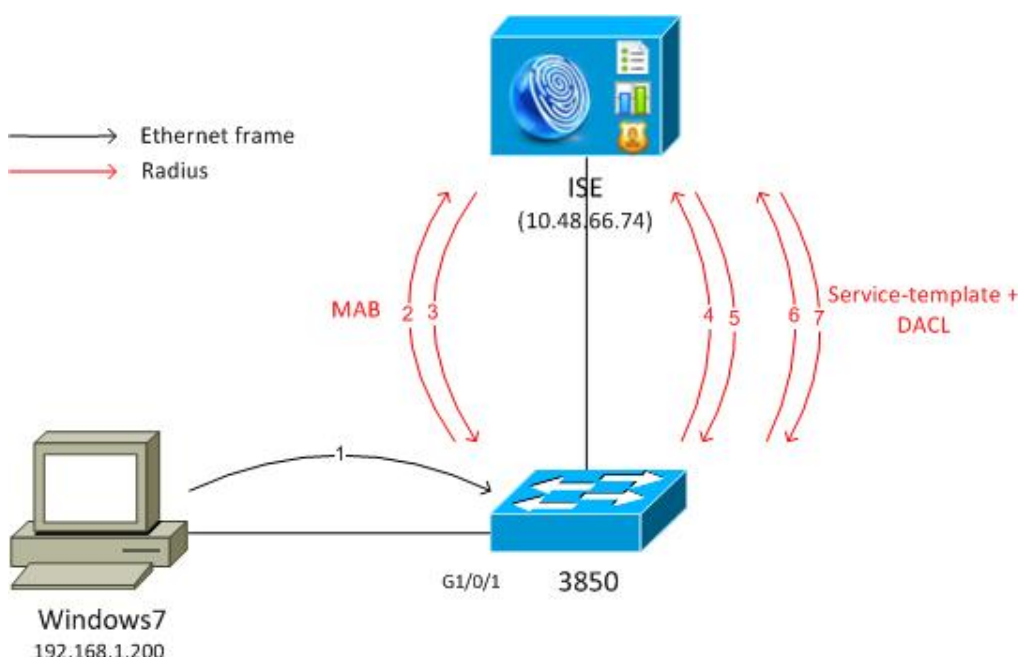 Ethernet frame
Radius
ISE
(10.48.66.74)
MAB
2 3
4 5
6 7
Service-template +
DACL
1
G1/0/1
3850
Windows7
192.168.1.200